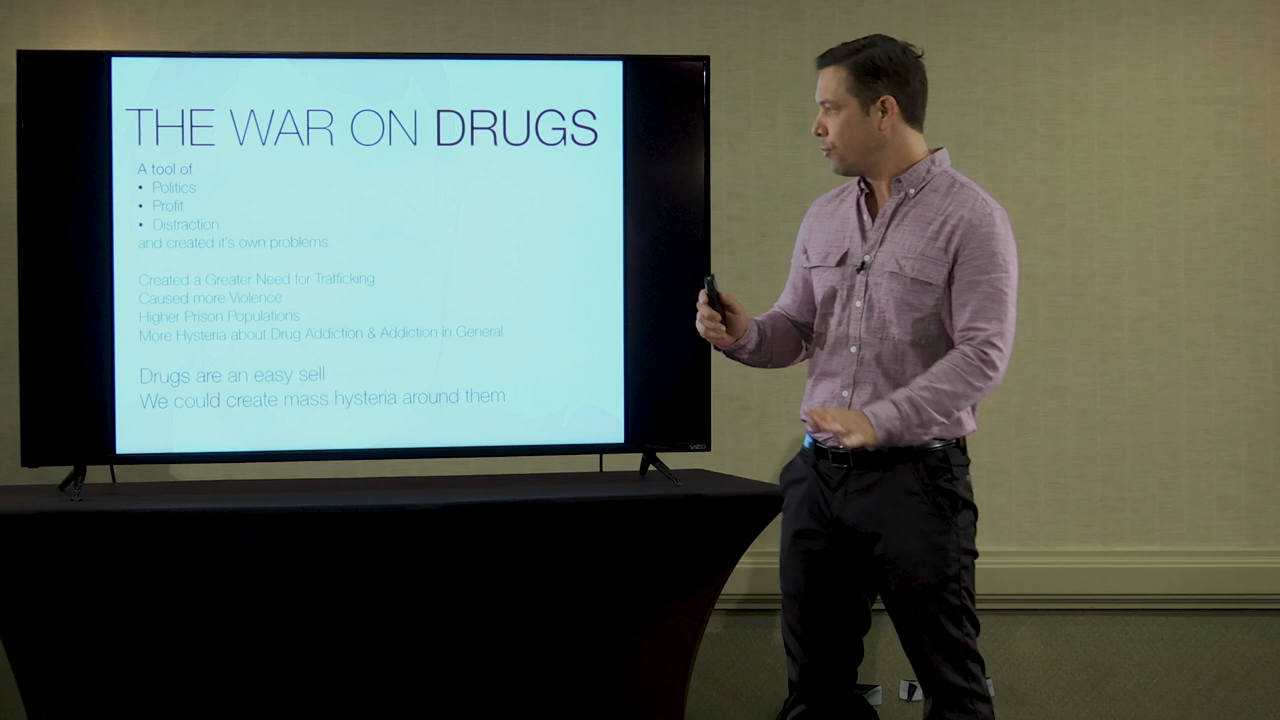 THE WAR ON DRUGS
A tool of
• Politics
• Profit
• Distraction
and created it's own problems.
Created a Greater Need for Trafficking
Caused more Violence
Higher Prison Populations
More Hysteria about Drug Addiction & Addiction in General
Drugs are an easy sell
We could create mass hysteria around them
VIZIO